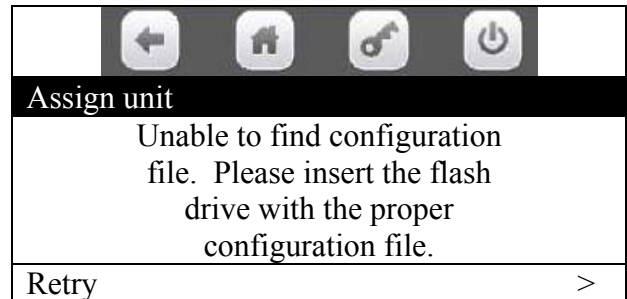 Assign unit
Unable to find configuration
file.  Please insert the flash
drive with the proper
configuration file.
Retry >